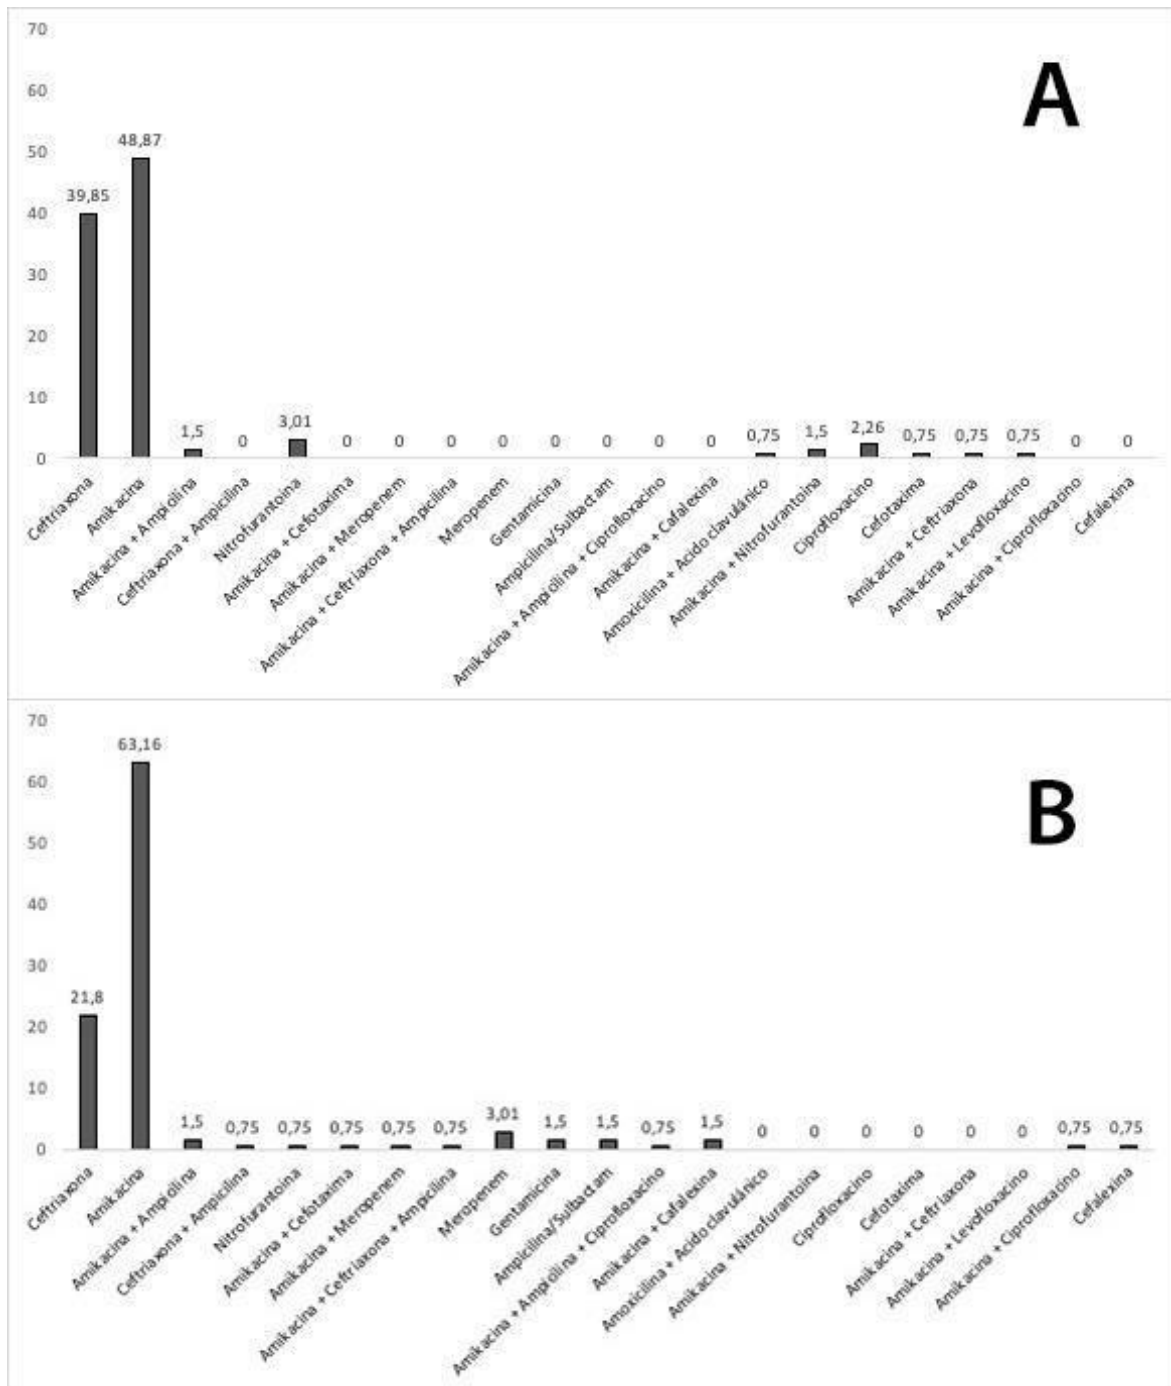 70
60
50
40
30
20
10
0
A
39,85
48,87
1,5
0
3,01
0
0
0
0
0
0
0
0
0,75
1,5
2,26
0,75
0,75
0,75
0
0
Ceftriaxona
Amikacina
Amikacina + Ampicilina
Ceftriaxona + Ampicilina
Nitrofurantoina
Amikacina + Cefotaxima
Amikacina + Meropenem
Amikacina + Ceftriaxona + Ampicilina
Meropenem
Gentamicina
Ampicilina/Sulbactam
Amikacina + Ampicilina + Ciprofloxacino
Amikacina + Cafalexina
Amoxicilina + Acido clavulánico
Amikacina + Nitrofurantoina
Ciprofloxacino
Cefotaxima
Amikacina + Ceftriaxona
Amikacina + Levofloxacino
Amikacina + Ciprofloxacino
Cefalexina
70
60
50
40
30
20
10
0
B
21,8
63,16
1,5
0,75
0,75
0,75
0,75
0,75
3,01
1,5
1,5
0,75
1,5
0
0
0
0
0
0
0,75
0,75
Ceftriaxona
Amikacina
Amikacina + Ampicilina
Ceftriaxona + Ampicilina
Nitrofurantoina
Amikacina + Cefotaxima
Amikacina + Meropenem
Amikacina + Ceftriaxona + Ampicilina
Meropenem
Gentamicina
Ampicilina/Sulbactam
Amikacina + Ampicilina + Ciprofloxacino
Amikacina + Cafalexina
Amoxicilina + Acido clavulánico
Amikacina + Nitrofurantoina
Ciprofloxacino
Cefotaxima
Amikacina + Ceftriaxona
Amikacina + Levofloxacino
Amikacina + Ciprofloxacino
Cefalexina